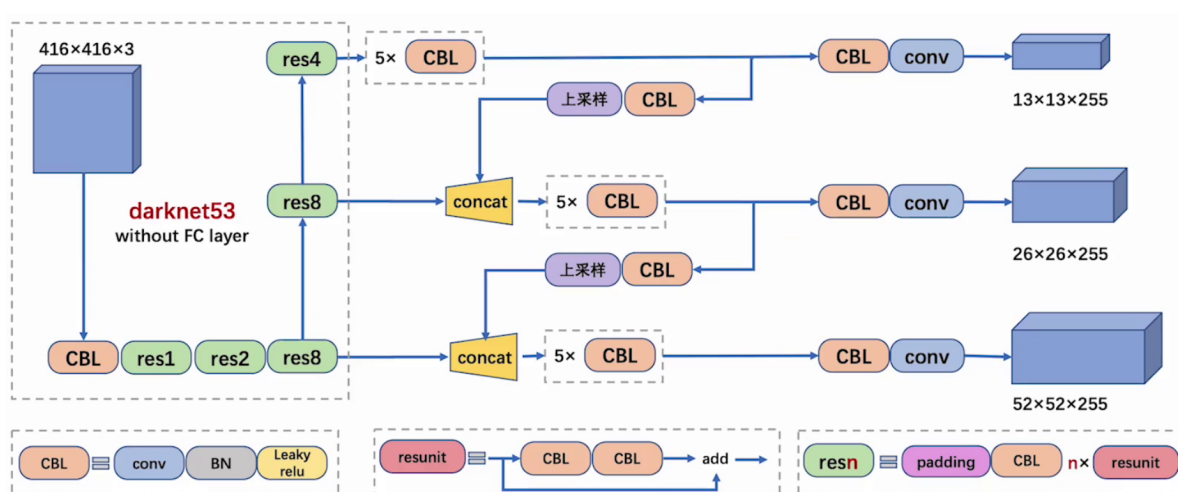 416×416×3
res4
5×
CBL
CBL
conv
13×13×255
上采样
CBL
darknet53
without FC layer
res8
concat
5×
CBL
CBL
conv
26×26×255
上采样
CBL
CBL
res1
res2
res8
concat
5×
CBL
CBL
conv
52×52×255
CBL
=
conv
BN
Leaky
relu
resunit
=
CBL
CBL
add
resn
=
padding
CBL
n×
resunit